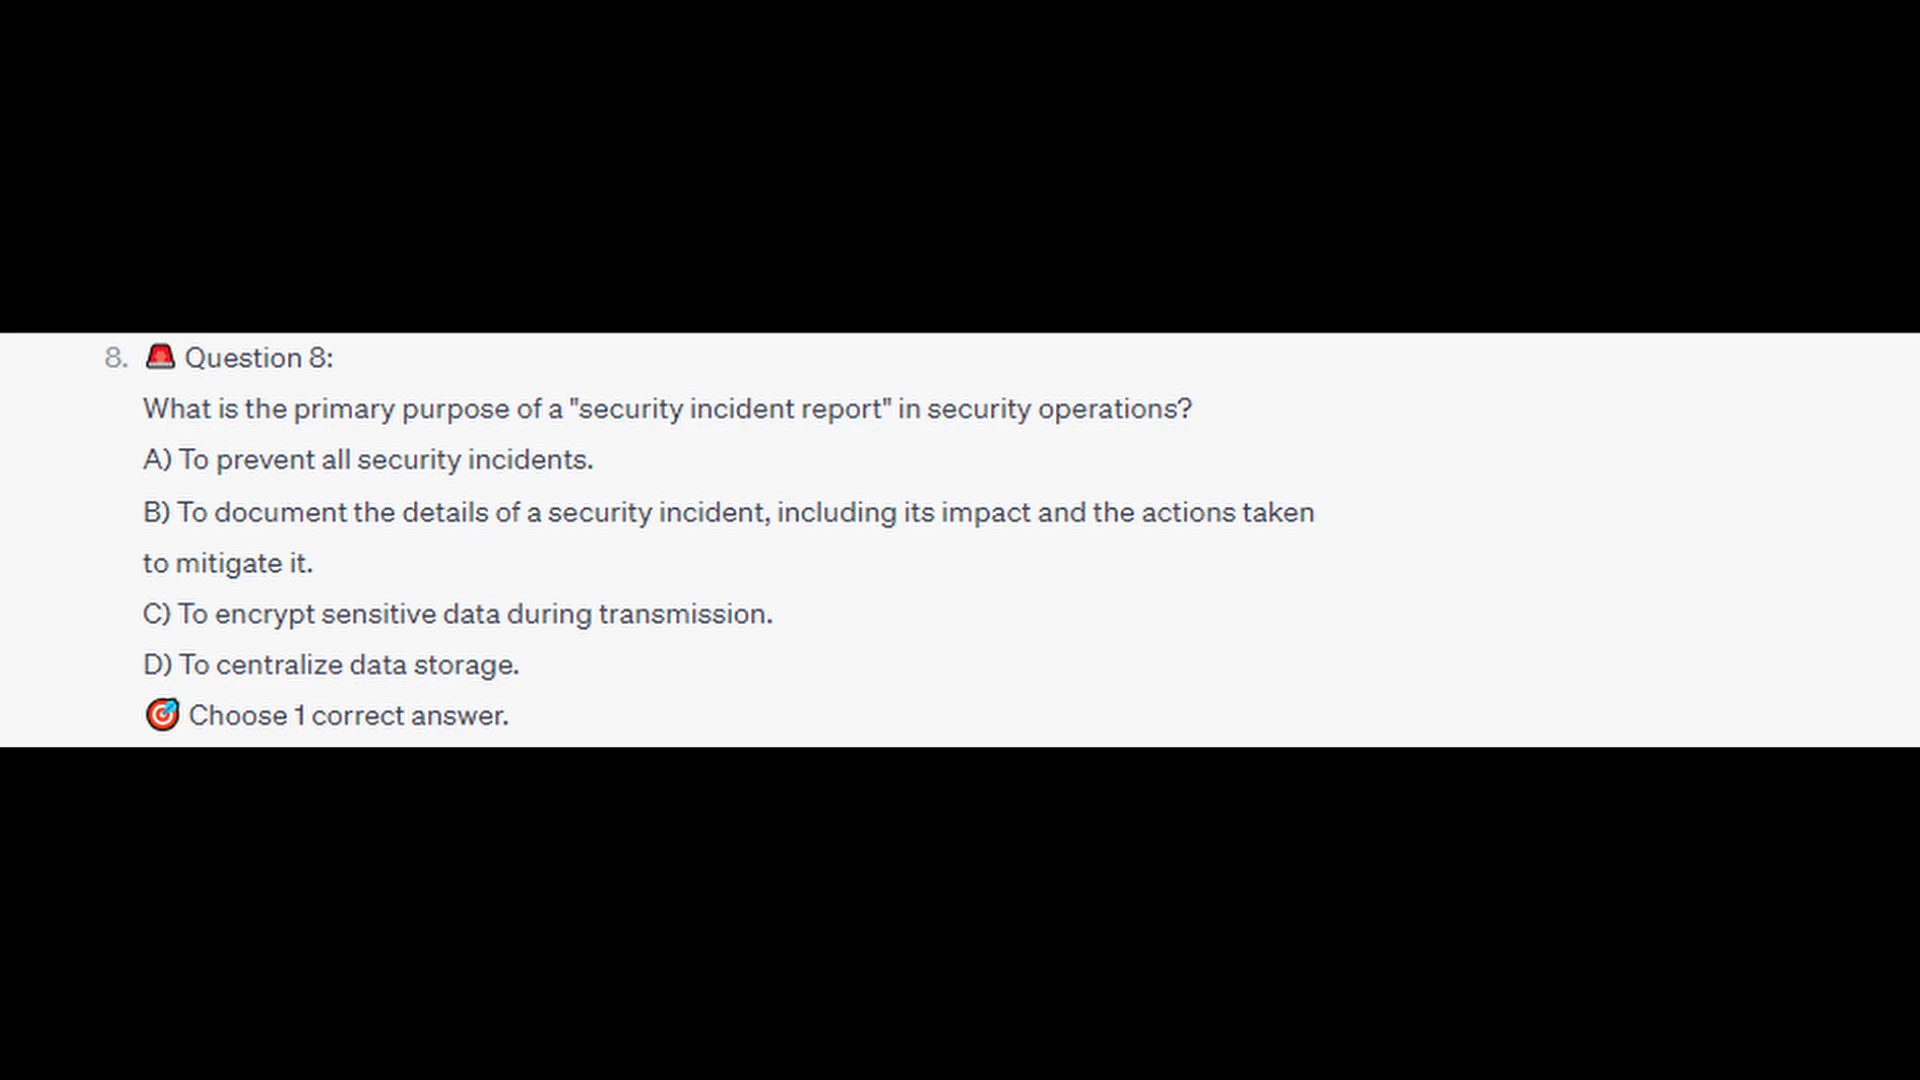 8. 🚨 Question 8:
What is the primary purpose of a "security incident report" in security operations?
A) To prevent all security incidents.
B) To document the details of a security incident, including its impact and the actions taken
to mitigate it.
C) To encrypt sensitive data during transmission.
D) To centralize data storage.
🎯 Choose 1 correct answer.